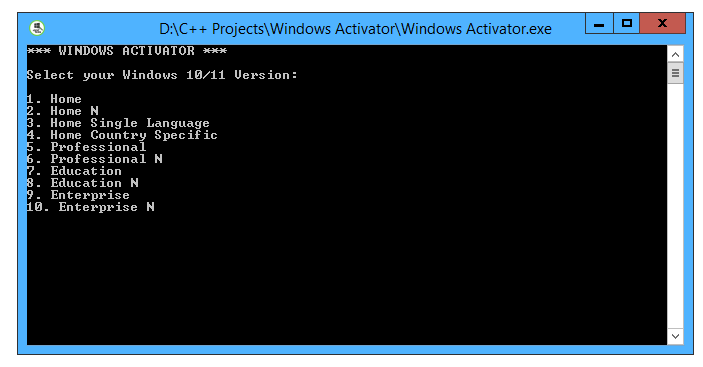 D:\C++ Projects\Windows Activator\Windows Activator.exe
*** WINDOWS ACTIVATOR ***
Select your Windows 10/11 Version:
1. Home
2. Home N
3. Home Single Language
4. Home Country Specific
5. Professional
6. Professional N
7. Education
8. Education N
9. Enterprise
10. Enterprise N